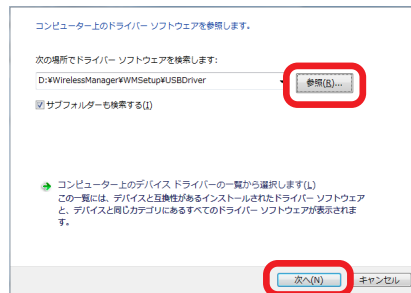 コンピューター上のドライバー ソフトウェアを参照します。
次の場所でドライバー ソフトウェアを検索します:
D:¥WirelessManager¥WMSetup¥USBDriver
参照(R)...
サブフォルダーも検索する(I)
コンピューター上のデバイス ドライバーの一覧から選択します(L)
この一覧には、デバイスと互換性があるインストールされたドライバー ソフトウェア
と、デバイスと同じカテゴリにあるすべてのドライバー ソフトウェアが表示されま
す。
次へ(N)
キャンセル